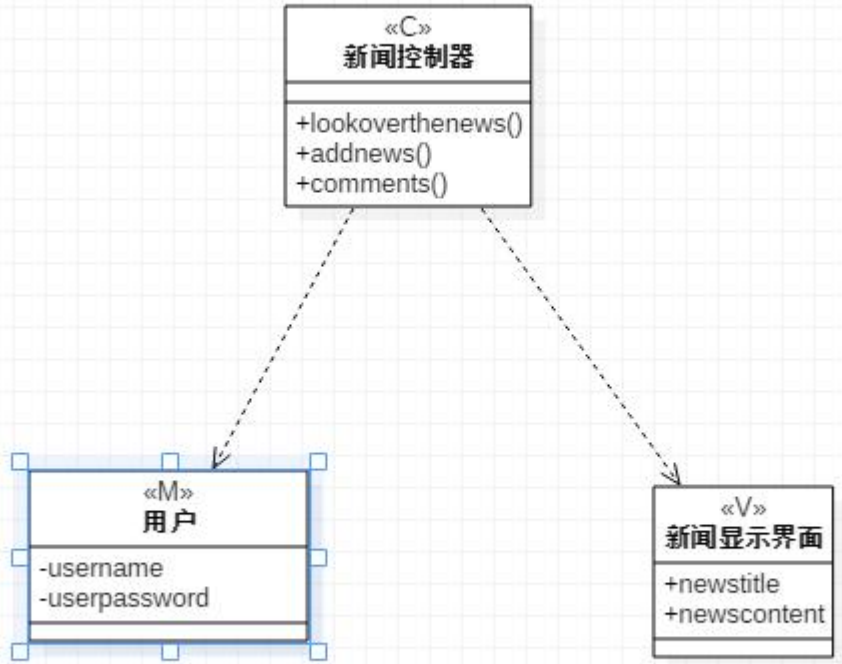 «C»
新闻控制器
+lookoverthenews()
+addnews()
+comments()
«M»
用户
-username
-userpassword
«V»
新闻显示界面
+newstitle
+newscontent